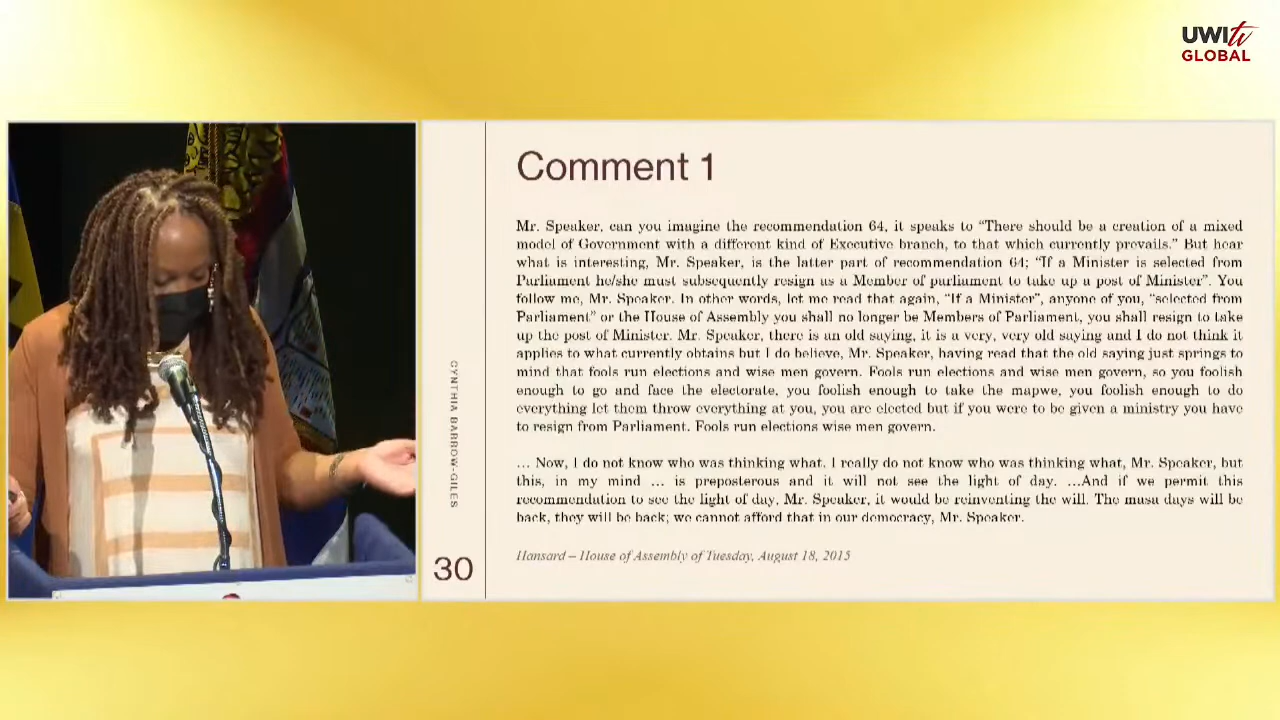 UWItv
GLOBAL
Comment 1
Mr. Speaker, can you imagine the recommendation 64, it speaks to “There should be a creation of a mixed
model of Government with a different kind of Executive branch, to that which currently prevails.” But hear
what is interesting, Mr. Speaker, is the latter part of recommendation 64; “If a Minister is selected from
Parliament he/she must subsequently resign as a Member of parliament to take up a post of Minister”. You
follow me, Mr. Speaker. In other words, let me read that again, “If a Minister”, anyone of you, “selected from
Parliament” or the House of Assembly you shall no longer be Members of Parliament, you shall resign to take
up the post of Minister. Mr. Speaker, there is an old saying, it is a very, very old saying and I do not think it
applies to what currently obtains but I do believe, Mr. Speaker, having read that the old saying just springs to
mind that fools run elections and wise men govern. Fools run elections and wise men govern, so you foolish
enough to go and face the electorate, you foolish enough to take the mapwe, you foolish enough to do
everything let them throw everything at you, you are elected but if you were to be given a ministry you have
to resign from Parliament. Fools run elections wise men govern.
… Now, I do not know who was thinking what. I really do not know who was thinking what, Mr. Speaker, but
this, in my mind … is preposterous and it will not see the light of day. …And if we permit this
recommendation to see the light of day, Mr. Speaker, it would be reinventing the will. The masa days will be
back, they will be back; we cannot afford that in our democracy, Mr. Speaker.
Hansard – House of Assembly of Tuesday, August 18, 2015
CYNTHIA BARROW-GILES
30